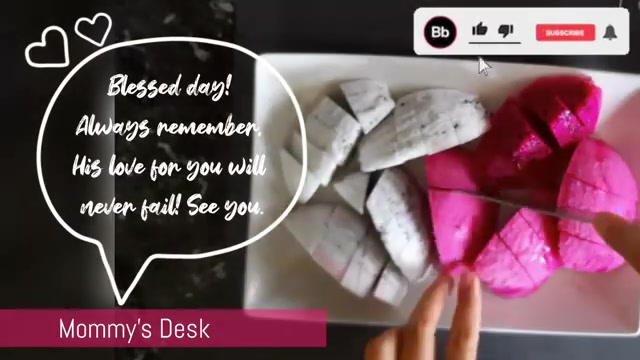 Bb
SUBSCRIBE
Blessed day!
Always remember,
His love for you will
never fail! See you.
Mommy's Desk